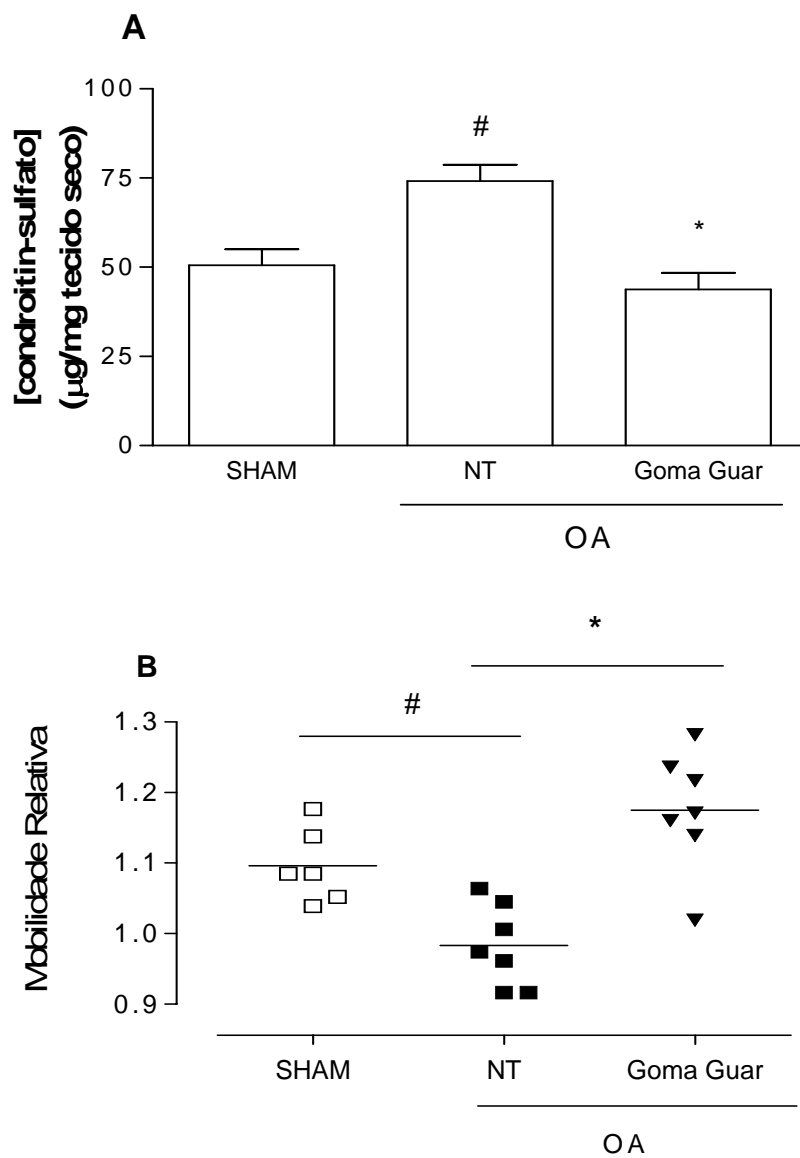 A
[condroitin-sulfato]
(µg/mg tecido seco)
100
75
50
25
0
#
*
SHAM NT Goma Guar
OA
B
*
#
Mobilidade Relativa
1.3
1.2
1.1
1.0
0.9
SHAM NT Goma Guar
OA